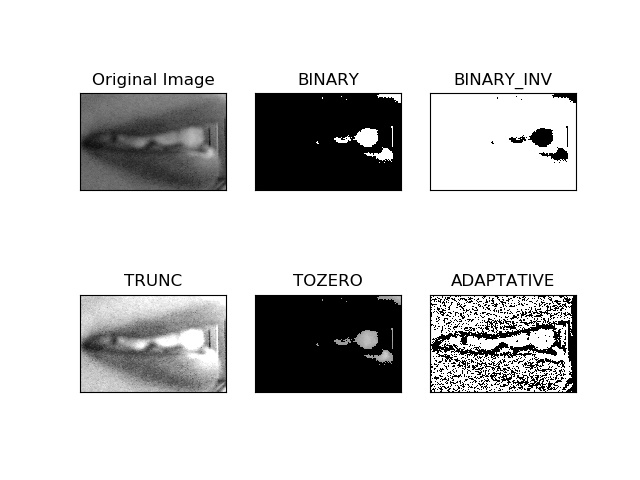 Original Image
BINARY
BINARY_INV
TRUNC
TOZERO
ADAPTATIVE